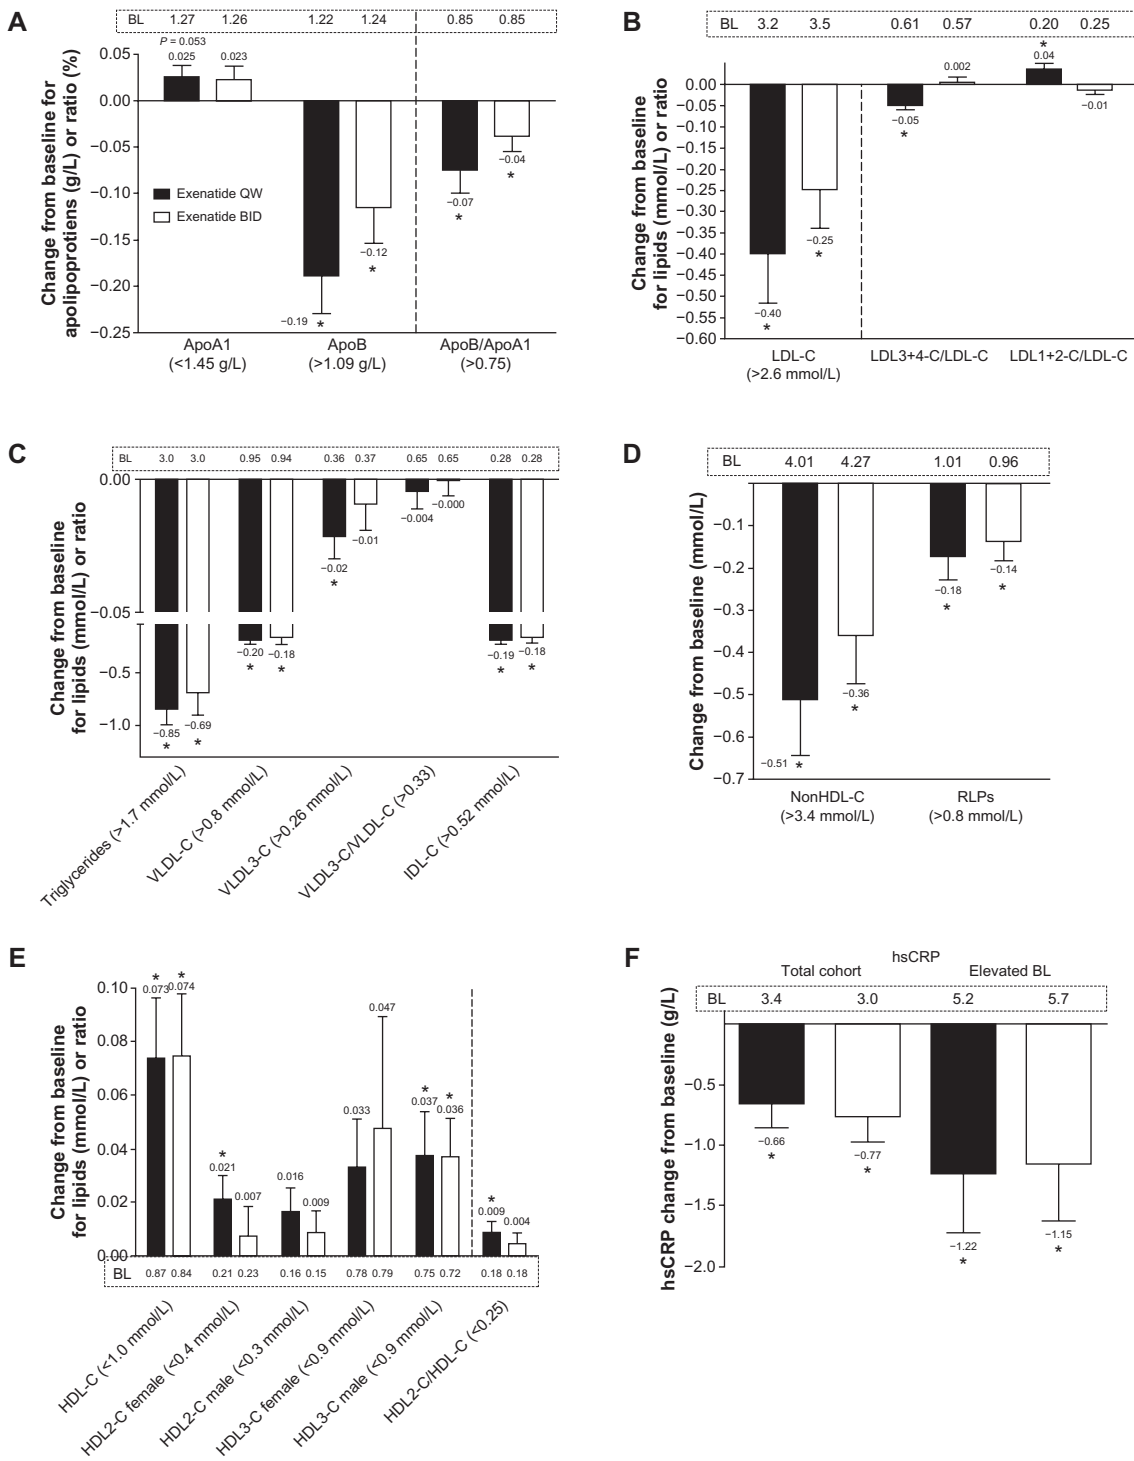 A
BL 1.27 1.26 1.22 1.24 0.85 0.85
P = 0.053
0.025 0.023
0.05
0.00
−0.05
−0.10
−0.15
−0.20
−0.25
Change from baseline for
apolipoprotiens (g/L) or ratio (%)
Exenatide QW
Exenatide BID
−0.19 *
−0.12
*
−0.07
*
−0.04
*
ApoA1
(<1.45 g/L)
ApoB
(>1.09 g/L)
ApoB/ApoA1
(>0.75)
B
BL 3.2 3.5 0.61 0.57 0.20 0.25
0.00
−0.05
−0.10
−0.15
−0.20
−0.25
−0.30
−0.35
−0.40
−0.45
−0.50
−0.55
−0.60
Change from baseline
for lipids (mmol/L) or ratio
−0.40
*
−0.25
*
−0.05
*
0.002
*
0.04
−0.01
LDL-C
(>2.6 mmol/L)
LDL3+4-C/LDL-C
LDL1+2-C/LDL-C
C
BL 3.0 3.0 0.95 0.94 0.36 0.37 0.65 0.65 0.28 0.28
0.00
−0.05
−0.5
−1.0
Change from baseline
for lipids (mmol/L) or ratio
−0.85
*
−0.69
*
−0.20
*
−0.18
*
−0.02
*
−0.01
−0.004
−0.000
−0.19
*
−0.18
*
Triglycerides (>1.7 mmol/L)
VLDL-C (>0.8 mmol/L)
VLDL3-C (>0.26 mmol/L)
VLDL3-C/VLDL-C (>0.33)
IDL-C (>0.52 mmol/L)
D
BL 4.01 4.27 1.01 0.96
−0.1
−0.2
−0.3
−0.4
−0.5
−0.6
−0.7
Change from baseline (mmol/L)
−0.51 *
−0.36
*
−0.18
*
−0.14
*
NonHDL-C
(>3.4 mmol/L)
RLPs
(>0.8 mmol/L)
E
0.10
0.08
0.06
0.04
0.02
0.00
Change from baseline
for lipids (mmol/L) or ratio
* *
0.073 0.074
*
0.021
0.007
0.016
0.009
0.033
0.047
* *
0.037 0.036
*
0.009
0.004
BL 0.87 0.84 0.21 0.23 0.16 0.15 0.78 0.79 0.75 0.72 0.18 0.18
HDL-C (<1.0 mmol/L)
HDL2-C female (<0.4 mmol/L)
HDL2-C male (<0.3 mmol/L)
HDL3-C female (<0.9 mmol/L)
HDL3-C male (<0.9 mmol/L)
HDL2-C/HDL-C (<0.25)
F
hsCRP
Total cohort Elevated BL
BL 3.4 3.0 5.2 5.7
−0.5
−1.0
−1.5
−2.0
hsCRP change from baseline (g/L)
−0.66
*
−0.77
*
−1.22
*
−1.15
*